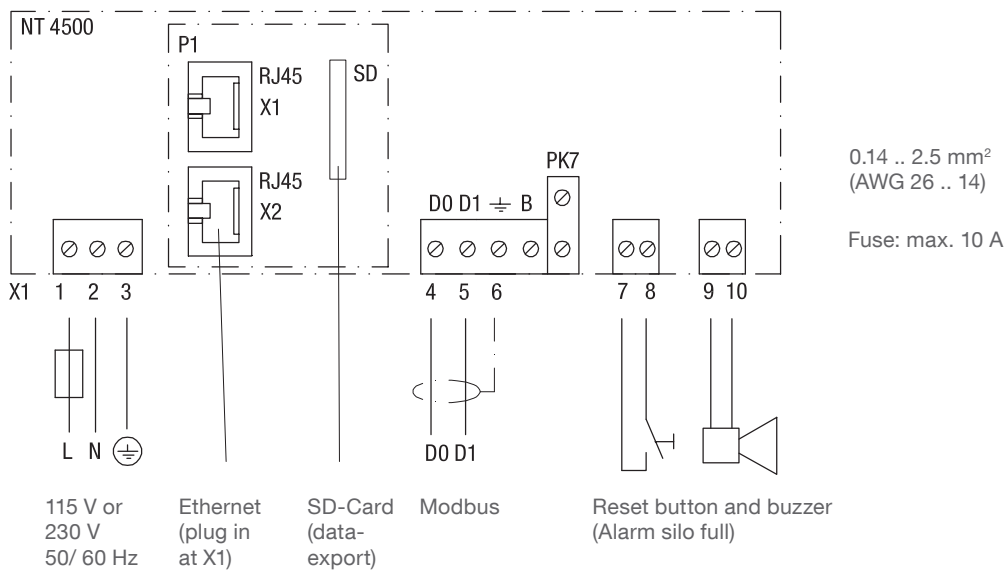 NT 4500
P1
RJ45
X1
SD
RJ45
X2
PK7
D0 D1 ⏚ B
0.14 .. 2.5 mm²
(AWG 26 .. 14)
Fuse: max. 10 A
X1 1 2 3 4 5 6 7 8 9 10
L N
D0 D1
115 V or
230 V
50/ 60 Hz
Ethernet
(plug in
at X1)
SD-Card
(data-
export)
Modbus
Reset button and buzzer
(Alarm silo full)